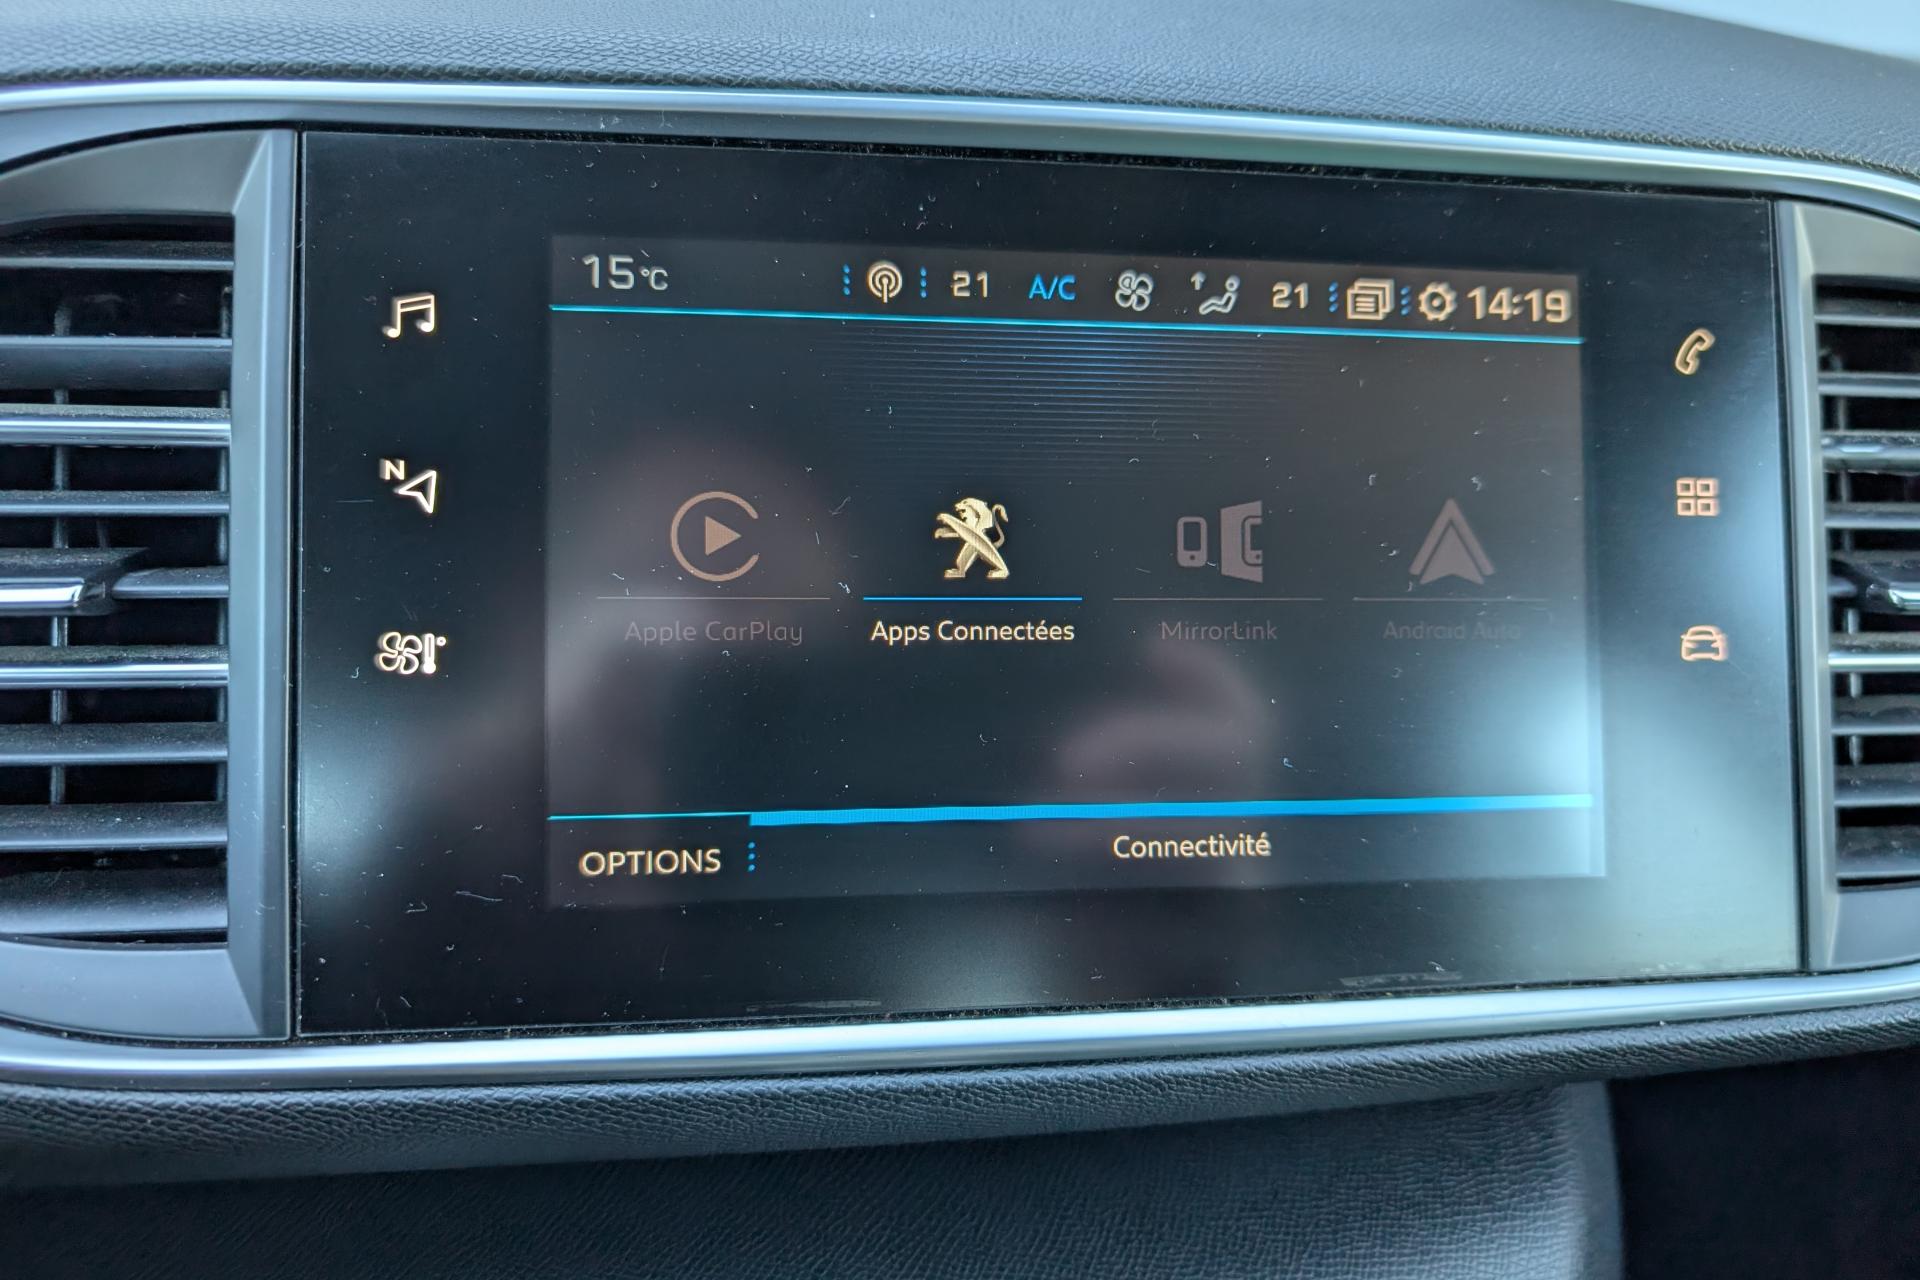 15°C 21 A/C 21 14:19
N
Apple CarPlay Apps Connectées MirrorLink Android Auto
OPTIONS Connectivité